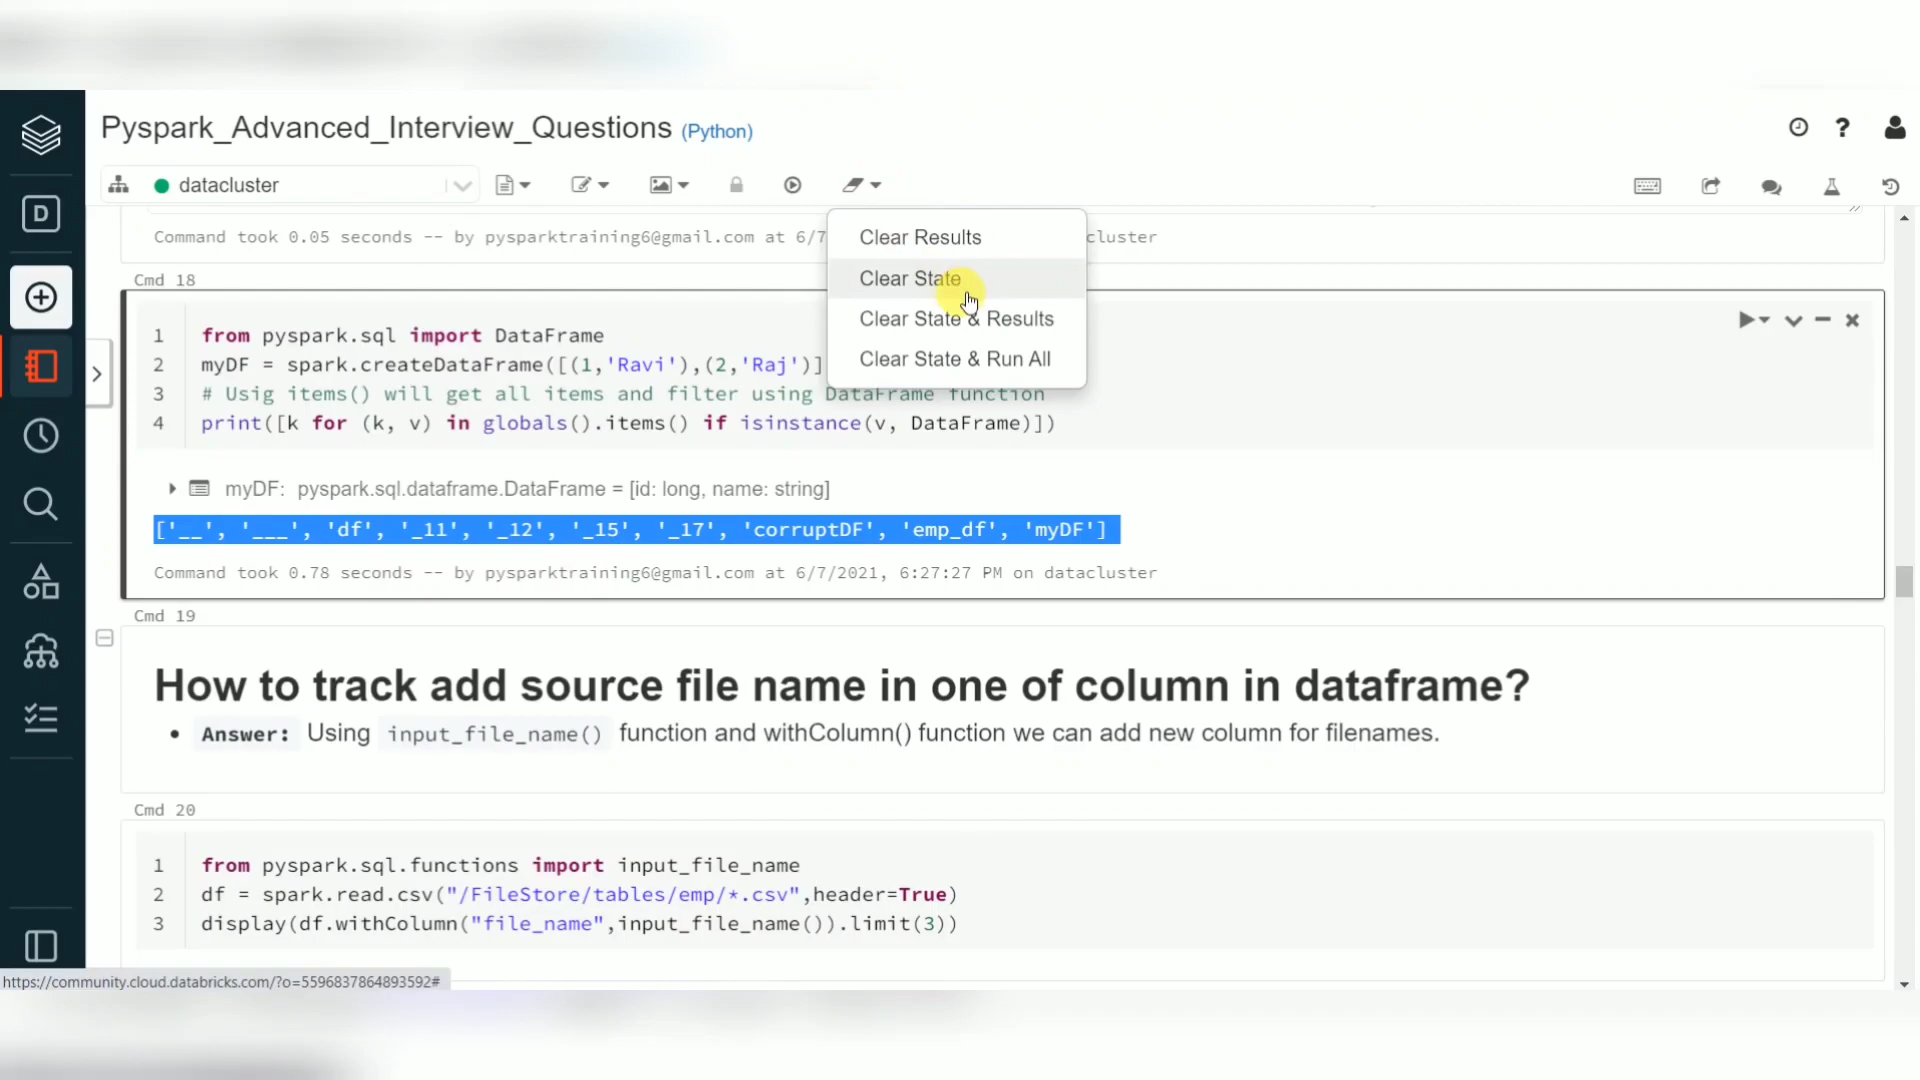 Pyspark_Advanced_Interview_Questions (Python)
datacluster
Command took 0.05 seconds -- by pysparktraining6@gmail.com at 6/7
cluster
Clear Results
Clear State
Clear State & Results
Clear State & Run All
Cmd 18
1 from pyspark.sql import DataFrame
2 myDF = spark.createDataFrame([(1,'Ravi'),(2,'Raj')]
3 # Usig items() will get all items and filter using DataFrame function
4 print([k for (k, v) in globals().items() if isinstance(v, DataFrame)])
myDF: pyspark.sql.dataframe.DataFrame = [id: long, name: string]
['__', '___', 'df', '_11', '_12', '_15', '_17', 'corruptDF', 'emp_df', 'myDF']
Command took 0.78 seconds -- by pysparktraining6@gmail.com at 6/7/2021, 6:27:27 PM on datacluster
Cmd 19
How to track add source file name in one of column in dataframe?
• Answer: Using input_file_name() function and withColumn() function we can add new column for filenames.
Cmd 20
1 from pyspark.sql.functions import input_file_name
2 df = spark.read.csv("/FileStore/tables/emp/*.csv",header=True)
3 display(df.withColumn("file_name",input_file_name()).limit(3))
https://community.cloud.databricks.com/?o=5596837864893592#